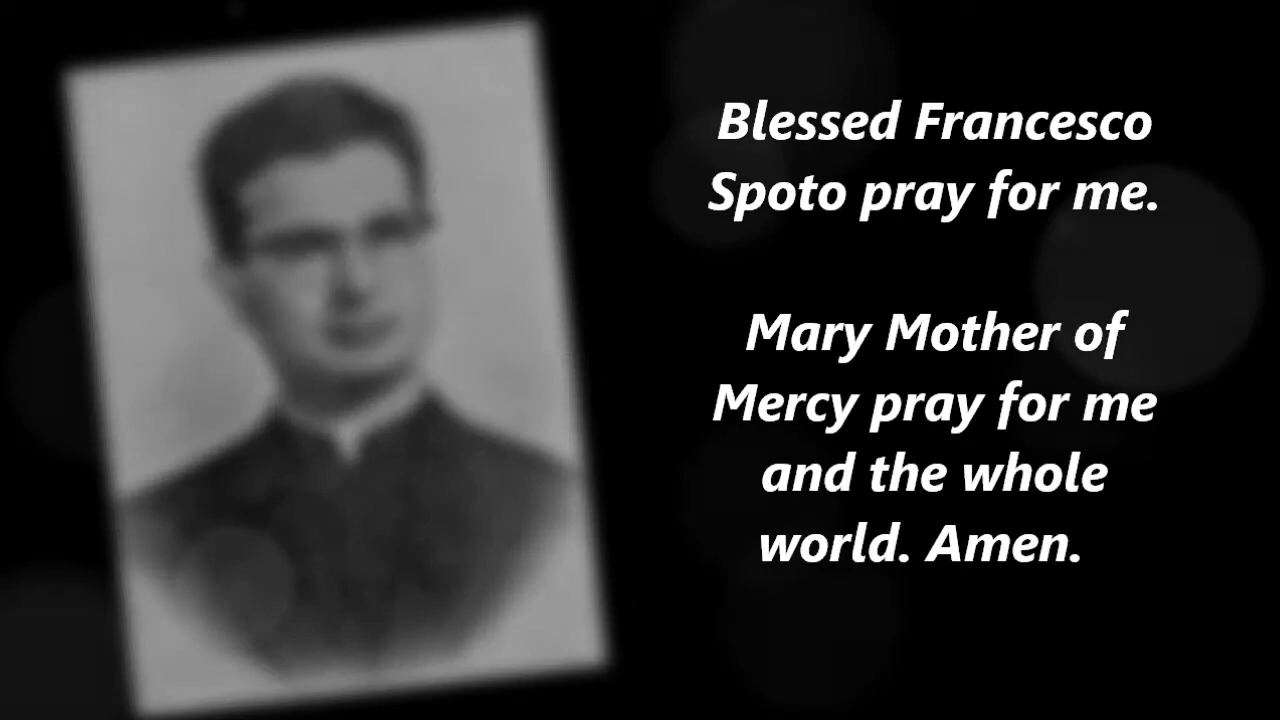 Blessed Francesco
Spoto pray for me.
Mary Mother of
Mercy pray for me
and the whole
world. Amen.